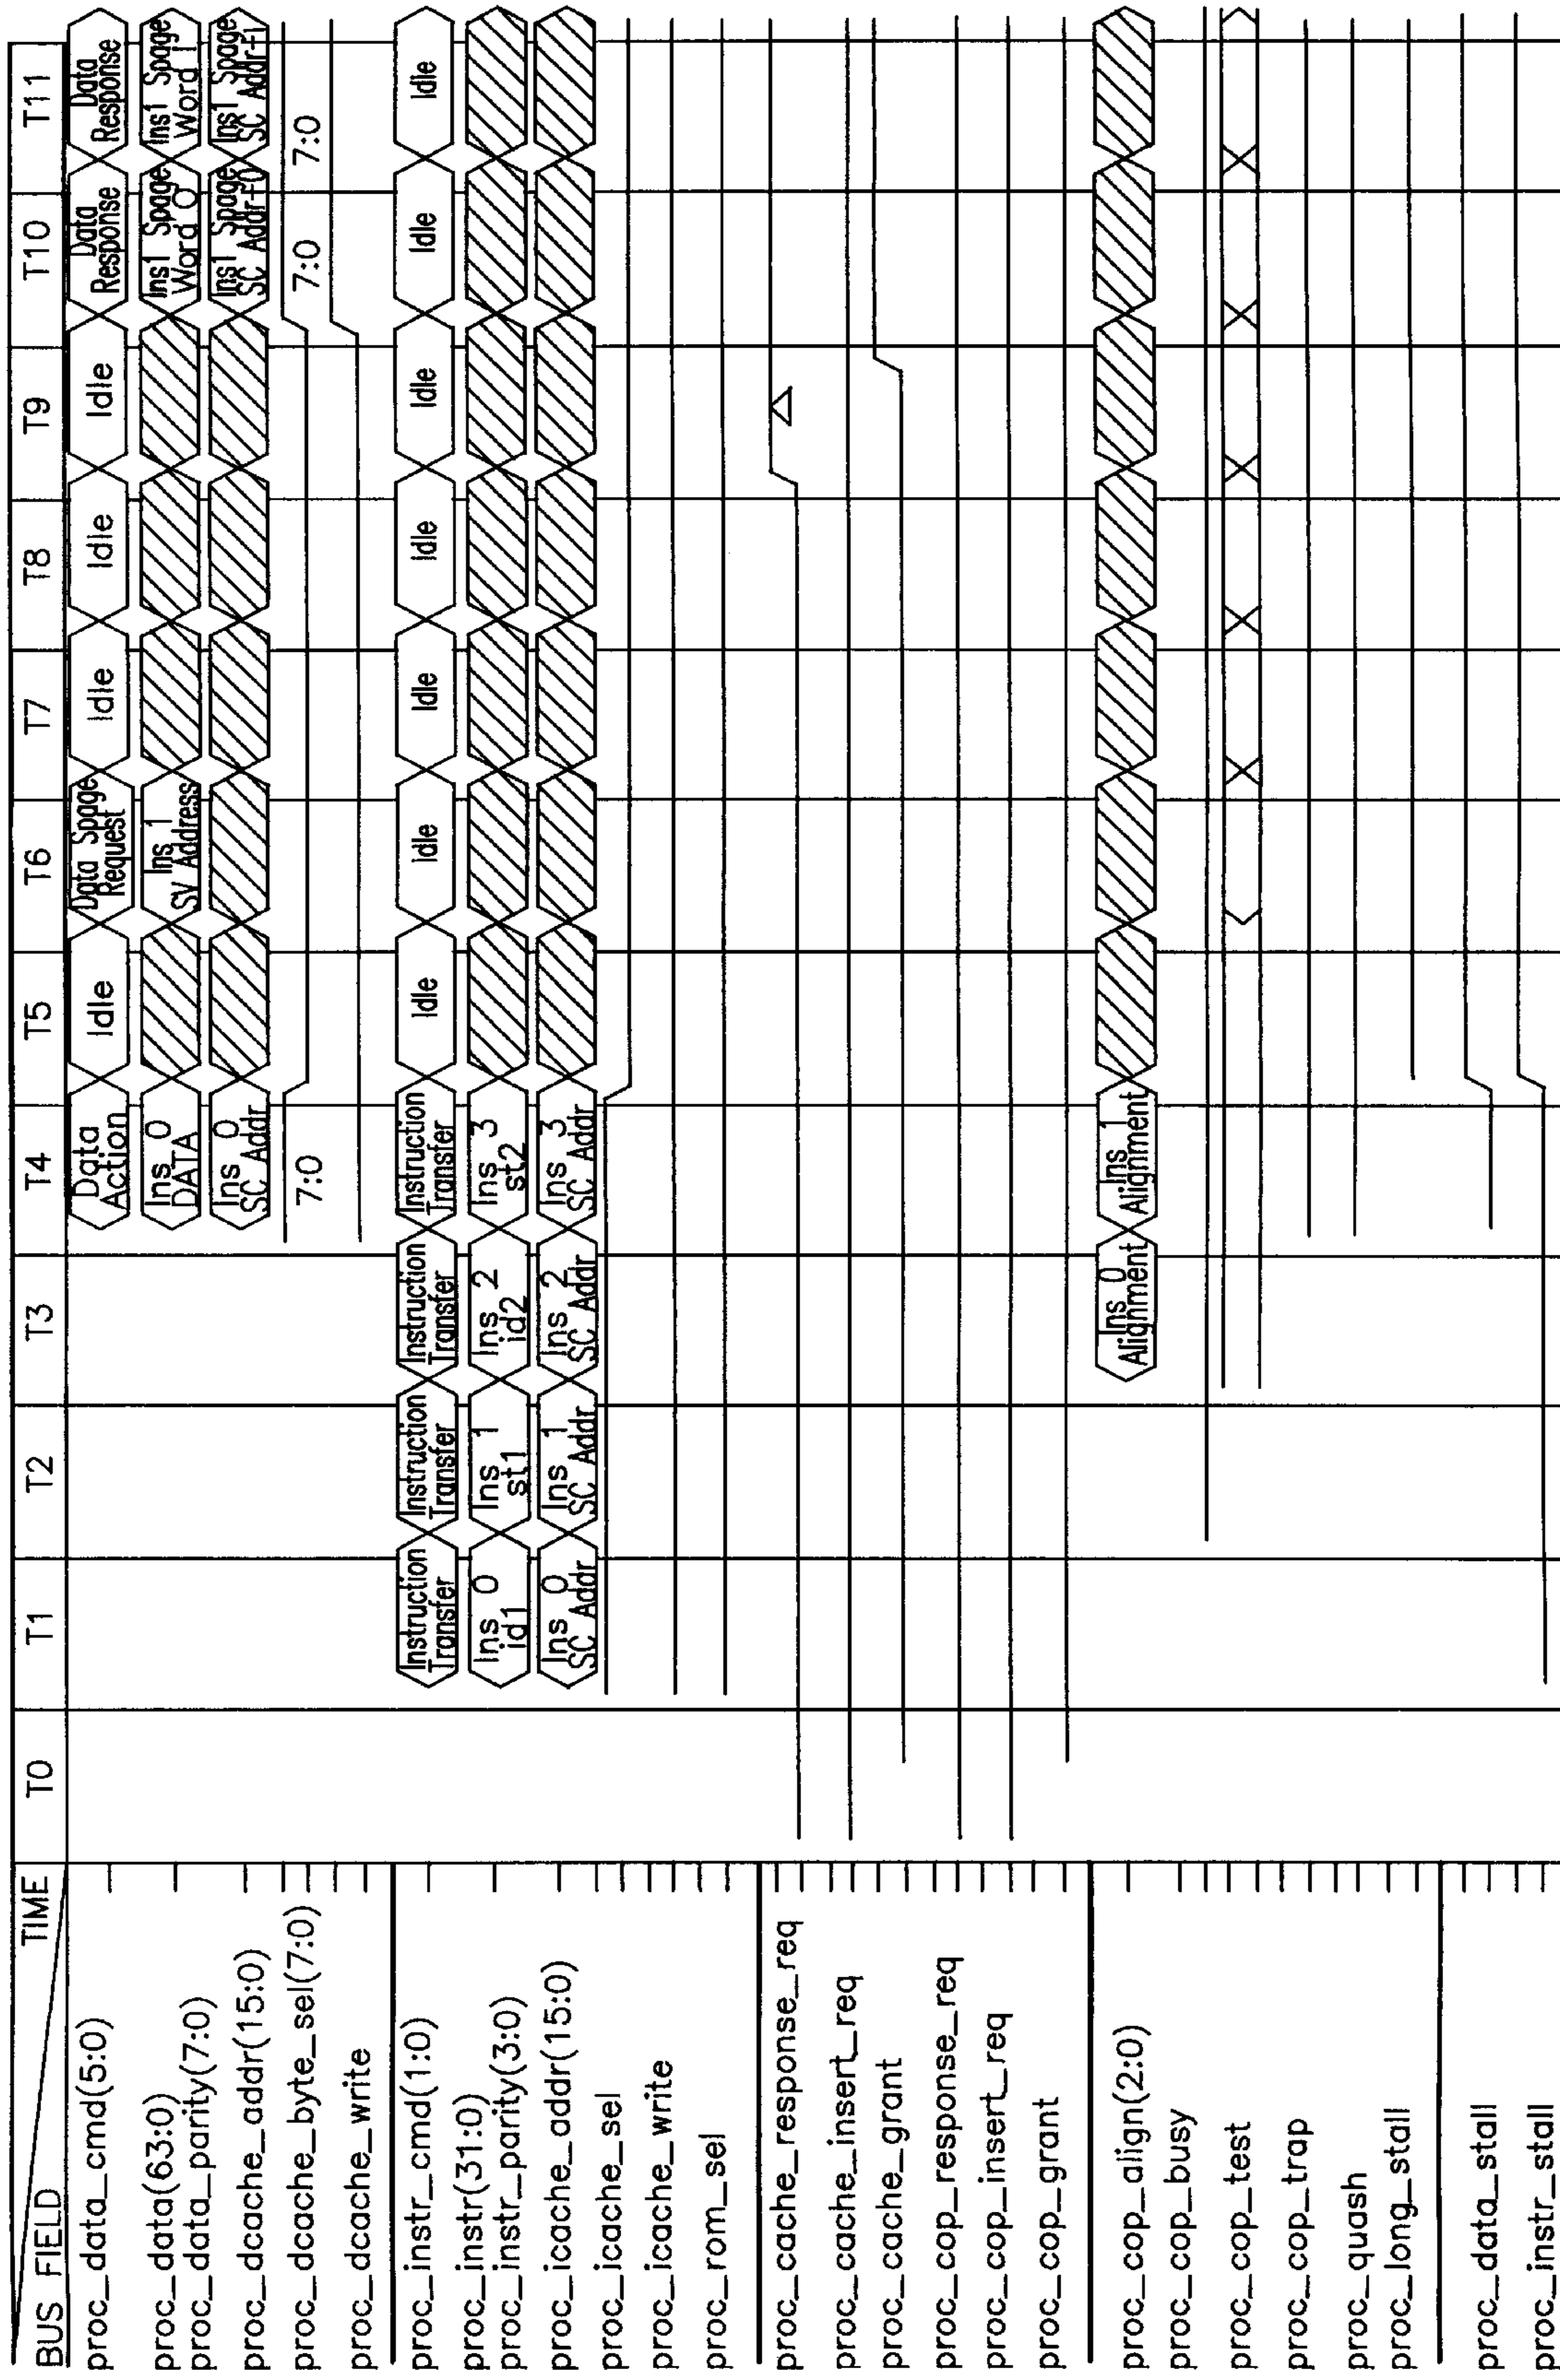 BUS FIELD TIME T0 T1 T2 T3 T4 T5 T6 T7 T8 T9 T10 T11
proc_data_cmd(5:0) Data Action Idle Data Spage Request Idle Idle Idle Data Response Data Response
proc_data(63:0)
proc_data_parity(7:0) Ins 0 DATA Ins 1 SV Address Ins1 Spage Word 0 Ins1 Spage Word 1
proc_dcache_addr(15:0) Ins 0 SC Addr Ins1 Spage SC Addr+0 Ins1 Spage SC Addr+1
proc_dcache_byte_sel(7:0) 7:0 7:0 7:0
proc_dcache_write
proc_instr_cmd(1:0) Instruction Transfer Instruction Transfer Instruction Transfer Instruction Transfer Idle Idle Idle Idle Idle Idle Idle
proc_instr(31:0)
proc_instr_parity(3:0) Ins 0 id1 Ins 1 st1 Ins 2 id2 Ins 3 st2
proc_icache_addr(15:0) Ins 0 SC Addr Ins 1 SC Addr Ins 2 SC Addr Ins 3 SC Addr
proc_icache_sel
proc_icache_write
proc_rom_sel
proc_cache_response_req
proc_cache_insert_req
proc_cache_grant
proc_cop_response_req
proc_cop_insert_req
proc_cop_grant
proc_cop_align(2:0) Ins 0 Alignment Ins 1 Alignment
proc_cop_busy
proc_cop_test
proc_cop_trap
proc_quash
proc_long_stall
proc_data_stall
proc_instr_stall